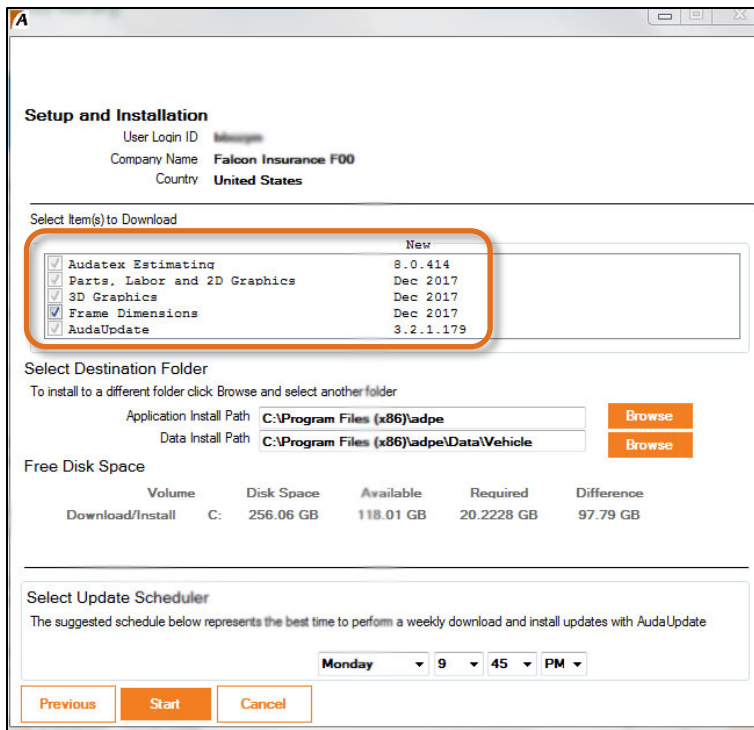 A
Setup and Installation
User Login ID
Company Name Falcon Insurance F00
Country United States
Select Item(s) to Download
New
Audatex Estimating 8.0.414
Parts, Labor and 2D Graphics Dec 2017
3D Graphics Dec 2017
Frame Dimensions Dec 2017
AudaUpdate 3.2.1.179
Select Destination Folder
To install to a different folder click Browse and select another folder
Application Install Path C:\Program Files (x86)\adpe Browse
Data Install Path C:\Program Files (x86)\adpe\Data\Vehicle Browse
Free Disk Space
Volume Disk Space Available Required Difference
Download/Install C: 256.06 GB 118.01 GB 20.2228 GB 97.79 GB
Select Update Scheduler
The suggested schedule below represents the best time to perform a weekly download and install updates with AudaUpdate
Monday 9 45 PM
Previous Start Cancel